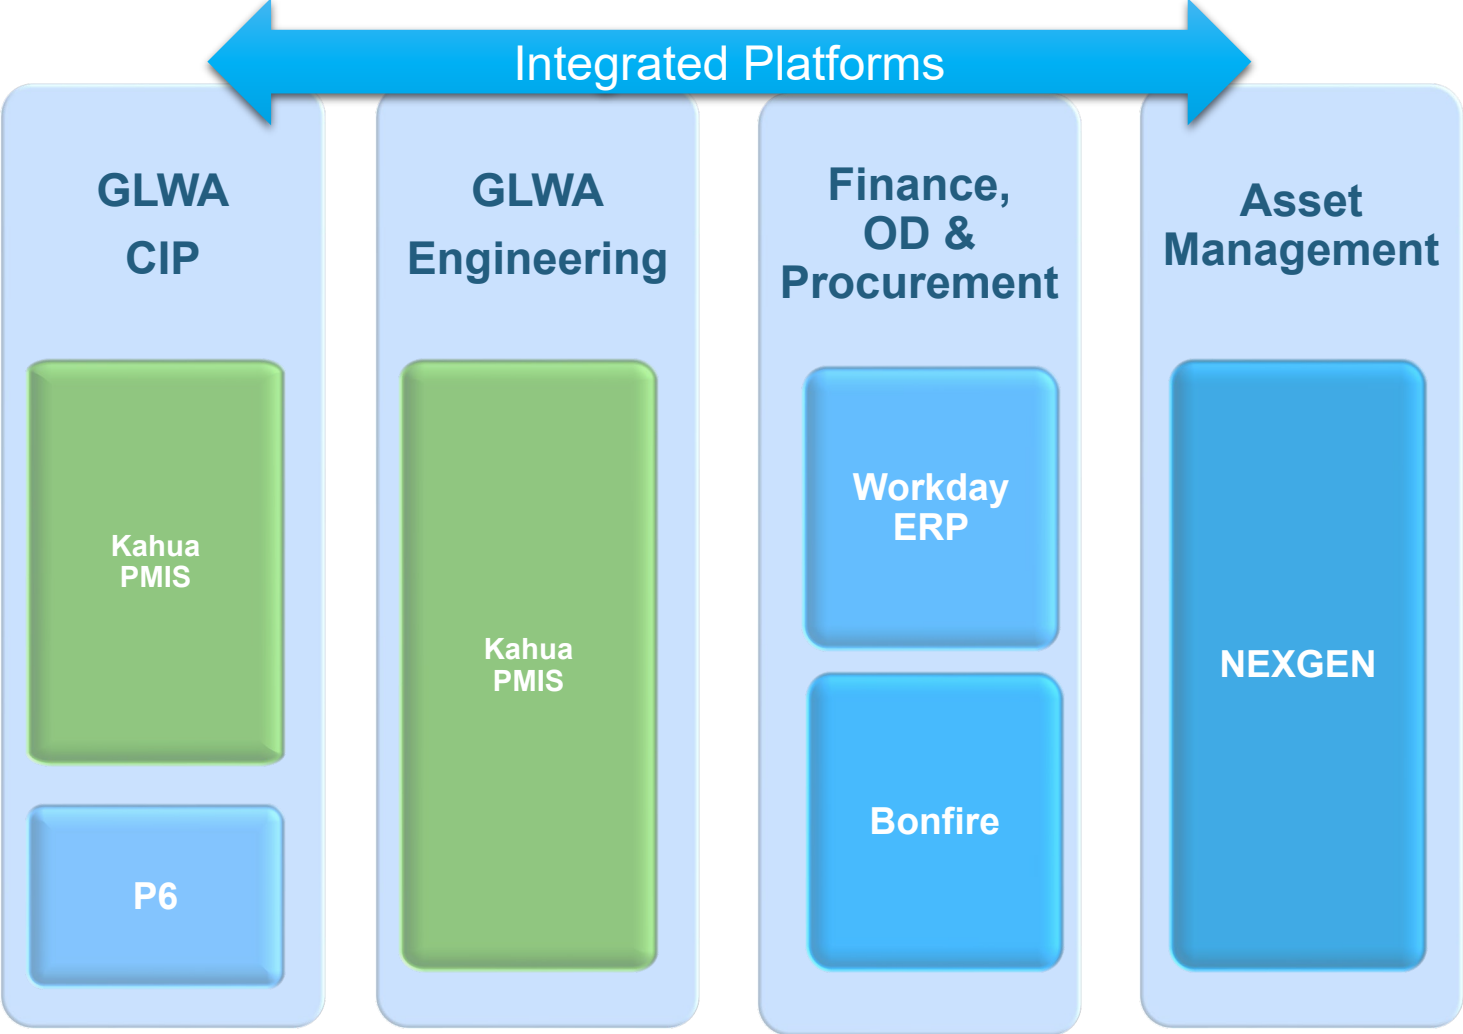 Integrated Platforms
GLWA
CIP
Kahua
PMIS
P6
GLWA
Engineering
Kahua
PMIS
Finance,
OD &
Procurement
Workday
ERP
Bonfire
Asset
Management
NEXGEN